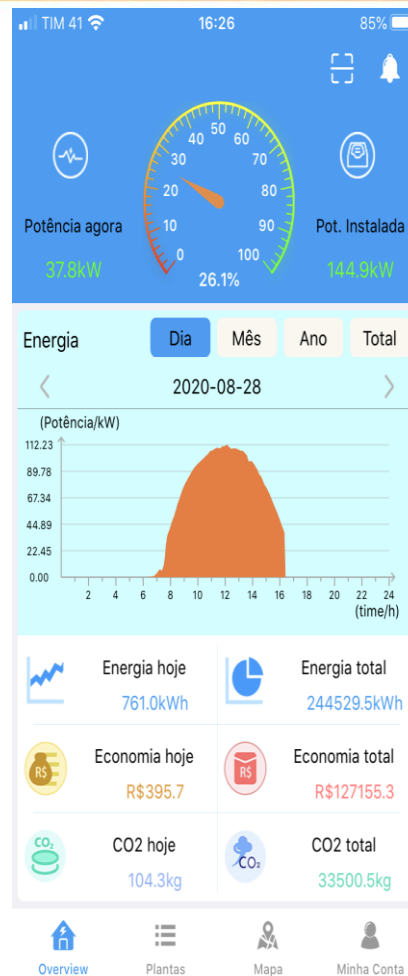 TIM 41 16:26 85%
50
40 60
30 70
20 80
10 90
0 100
26.1%
Potência agora
37.8kW
Pot. Instalada
144.9kW
Energia Dia Mês Ano Total
2020-08-28
(Potência/kW)
112.23
89.78
67.34
44.89
22.45
0.00
2 4 6 8 10 12 14 16 18 20 22 24
(time/h)
Energia hoje
761.0kWh
Energia total
244529.5kWh
R$
Economia hoje
R$395.7
R$
Economia total
R$127155.3
CO2
CO2 hoje
104.3kg
CO2
CO2 total
33500.5kg
Overview Plantas Mapa Minha Conta